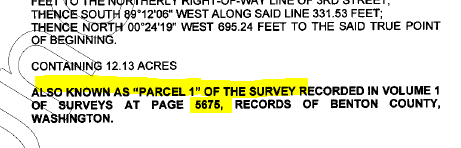 FEET TO THE NORTHERLY RIGHT-OF-WAY LINE OF 3RD STREET;
THENCE SOUTH 89°12'06" WEST ALONG SAID LINE 331.53 FEET;
THENCE NORTH 00°24'19" WEST 695.24 FEET TO THE SAID TRUE POINT
OF BEGINNING.
CONTAINING 12.13 ACRES
ALSO KNOWN AS "PARCEL 1" OF THE SURVEY RECORDED IN VOLUME 1
OF SURVEYS AT PAGE 5675, RECORDS OF BENTON COUNTY,
WASHINGTON.